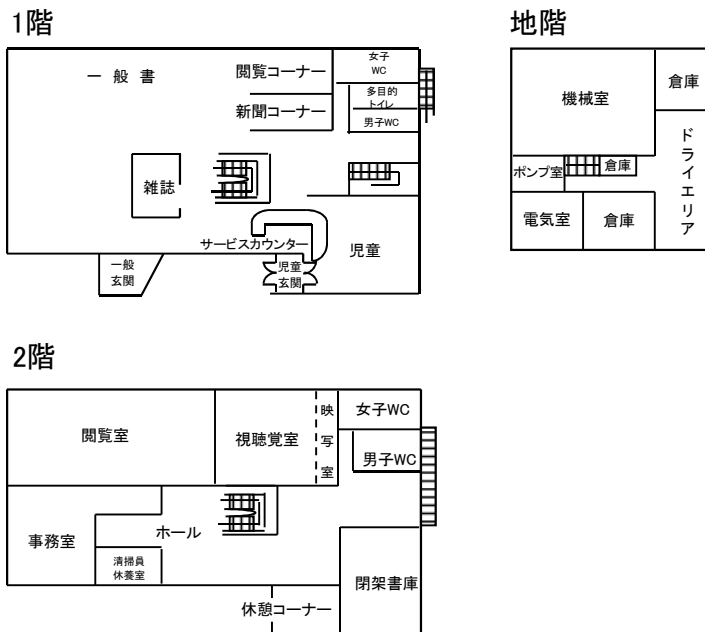 1階
一般書
閲覧コーナー
新聞コーナー
女子
WC
多目的
トイレ
男子WC
雑誌
サービスカウンター
児童
一般
玄関
児童
玄関
地階
機械室
倉庫
ポンプ室
倉庫
ドライエリア
電気室
倉庫
2階
閲覧室
視聴覚室
映写室
女子WC
男子WC
事務室
ホール
清掃員
休養室
閉架書庫
休憩コーナー